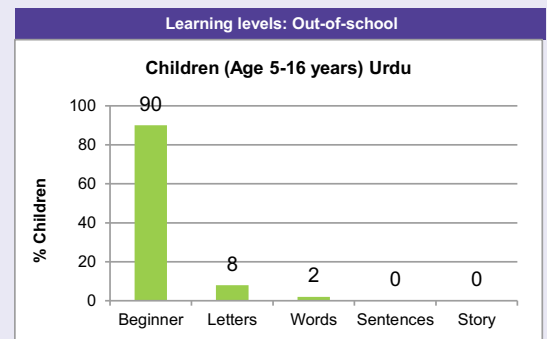 Learning levels: Out-of-school
Children (Age 5-16 years) Urdu
% Children
100
80
60
40
20
0
90
8
2
0
0
Beginner Letters Words Sentences Story